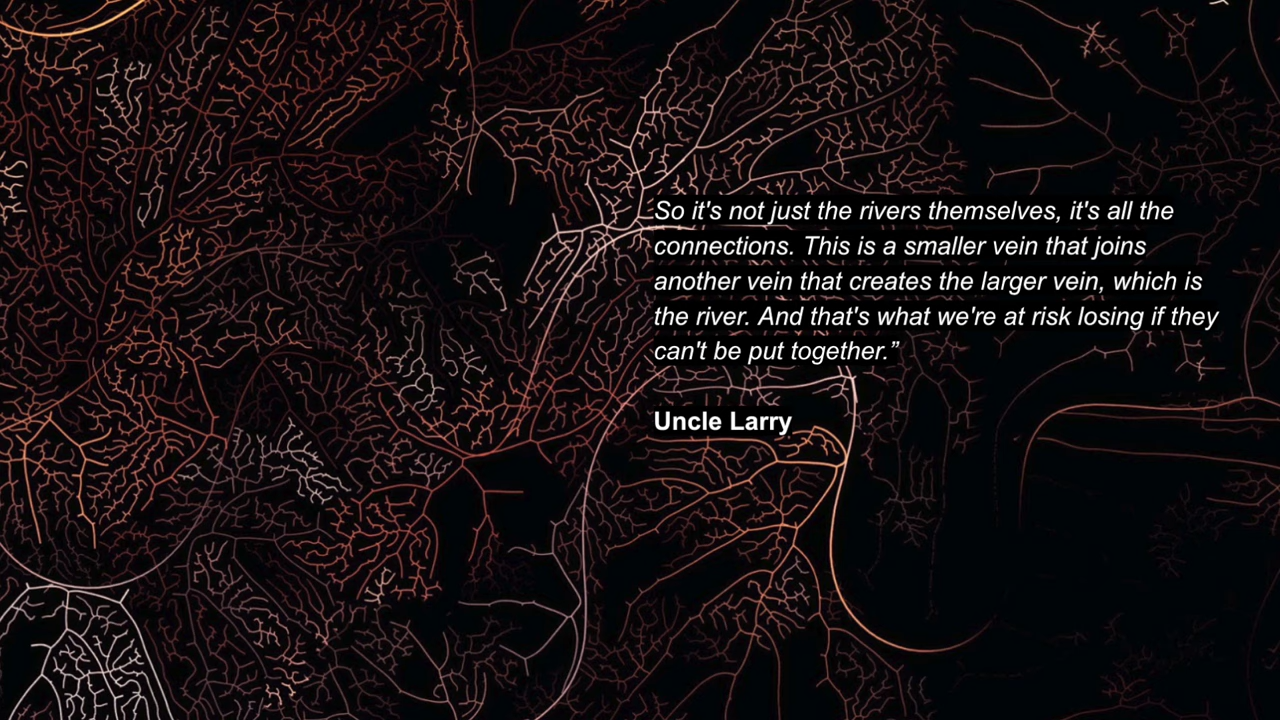 So it's not just the rivers themselves, it's all the
connections. This is a smaller vein that joins
another vein that creates the larger vein, which is
the river. And that's what we're at risk losing if they
can't be put together.”
Uncle Larry